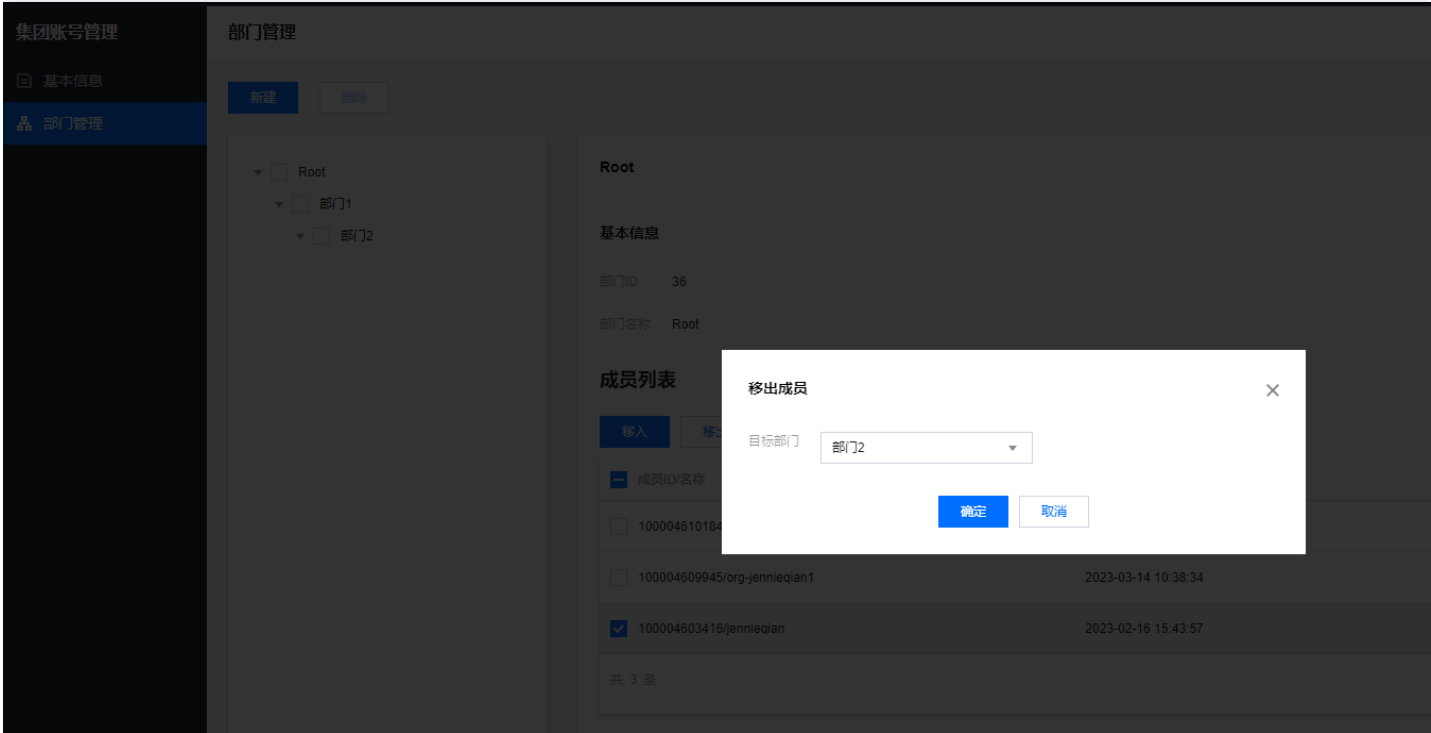 集团账号管理
部门管理
基本信息
部门管理
新建
删除
Root
部门1
部门2
Root
基本信息
部门ID 36
部门名称 Root
成员列表
移入
移出成员
目标部门 部门2
确定 取消
成员ID/名称
100004610184
100004609945/org-jennieqian1 2023-03-14 10:38:34
100004603416/jennieqian 2023-02-16 15:43:57
共 3 条